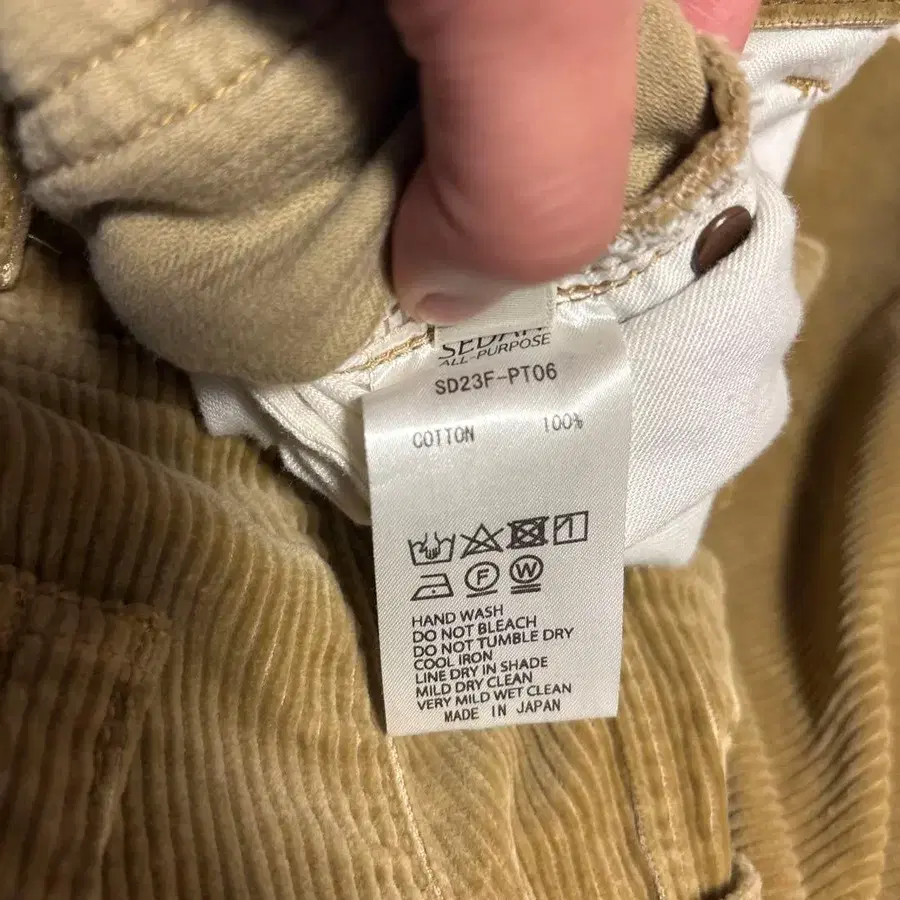 SEDAN
ALL-PURPOSE
SD23F-PT06
COTTON 100%
F W
HAND WASH
DO NOT BLEACH
DO NOT TUMBLE DRY
COOL IRON
LINE DRY IN SHADE
MILD DRY CLEAN
VERY MILD WET CLEAN
MADE IN JAPAN